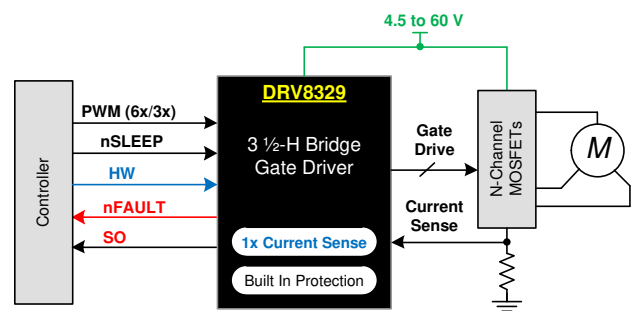 4.5 to 60 V
Controller
PWM (6x/3x)
nSLEEP
HW
nFAULT
SO
DRV8329
3 ½-H Bridge
Gate Driver
1x Current Sense
Built In Protection
Gate
Drive
Current
Sense
N-Channel
MOSFETs
M